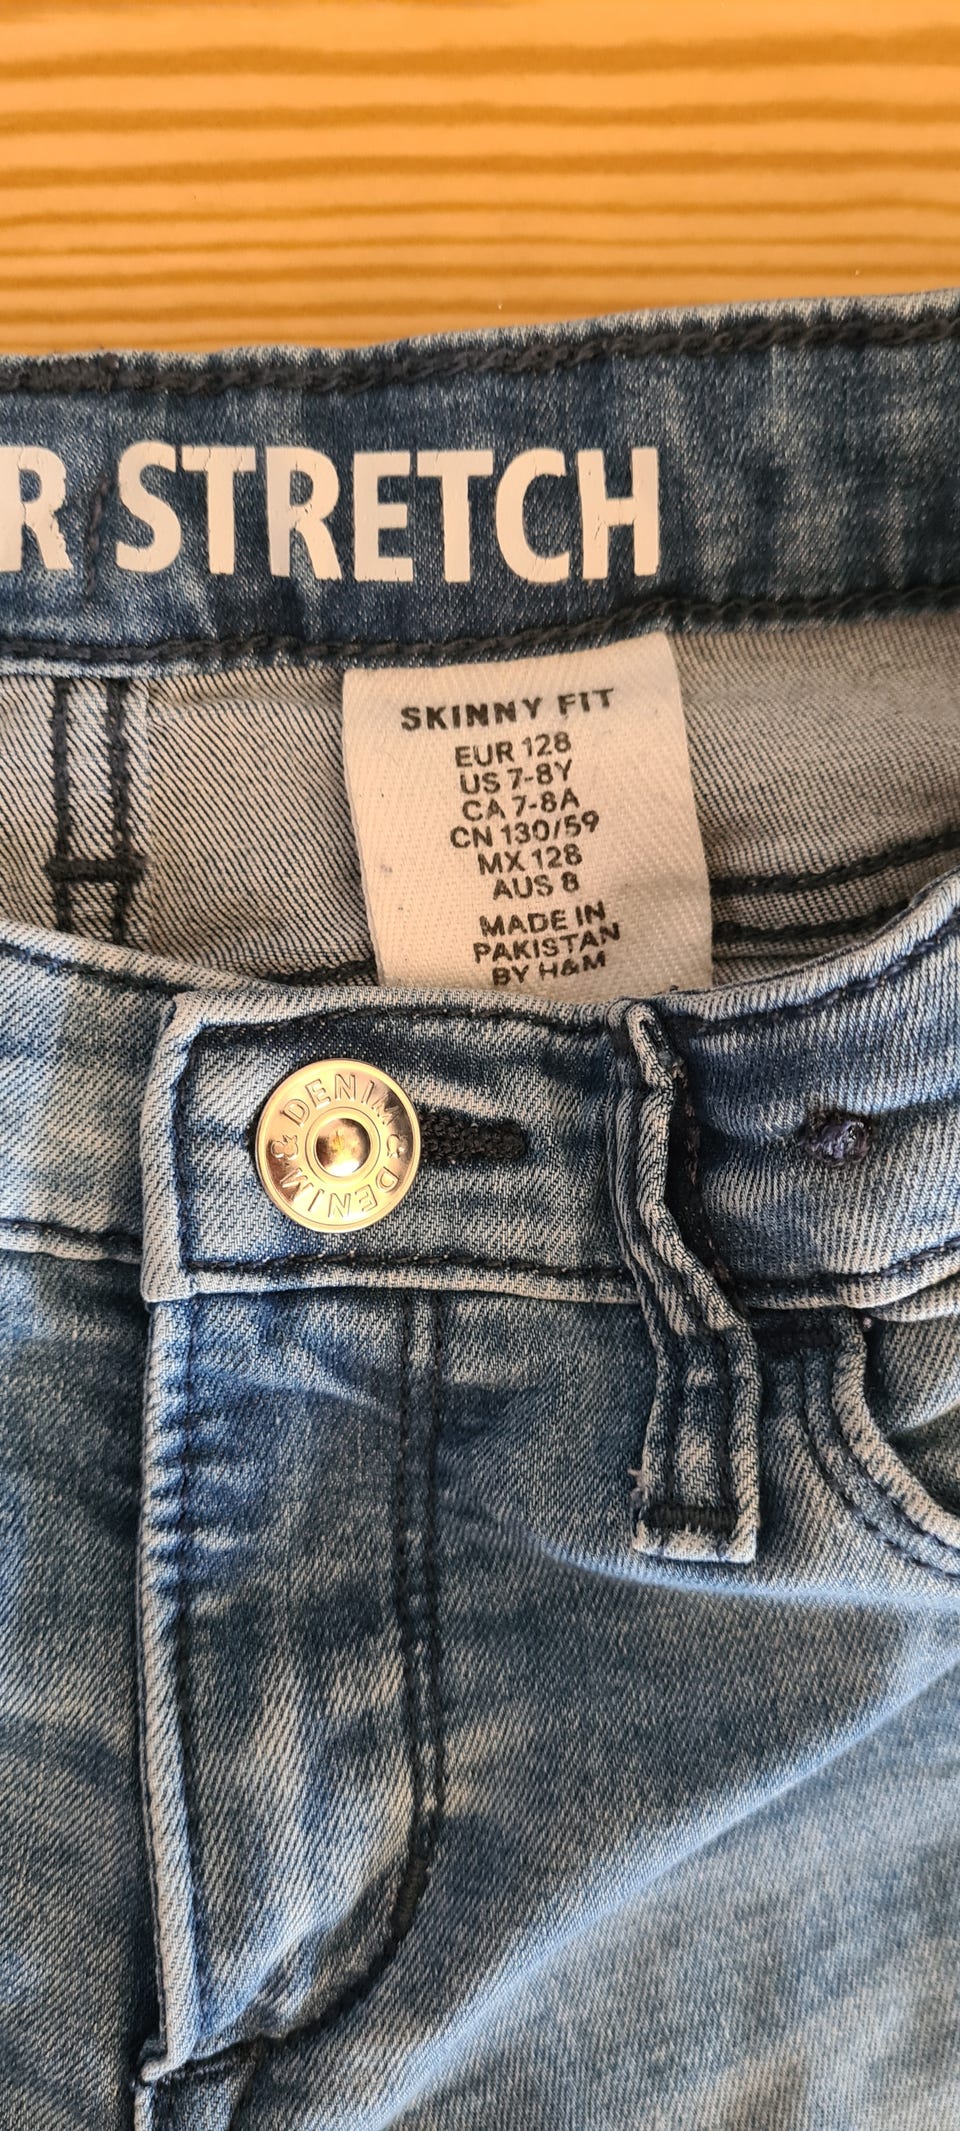 R STRETCH
SKINNY FIT
EUR 128
US 7-8Y
CA 7-8A
CN 130/59
MX 128
AUS 8
MADE IN
PAKISTAN
BY H&M
DENIM & DENIM &